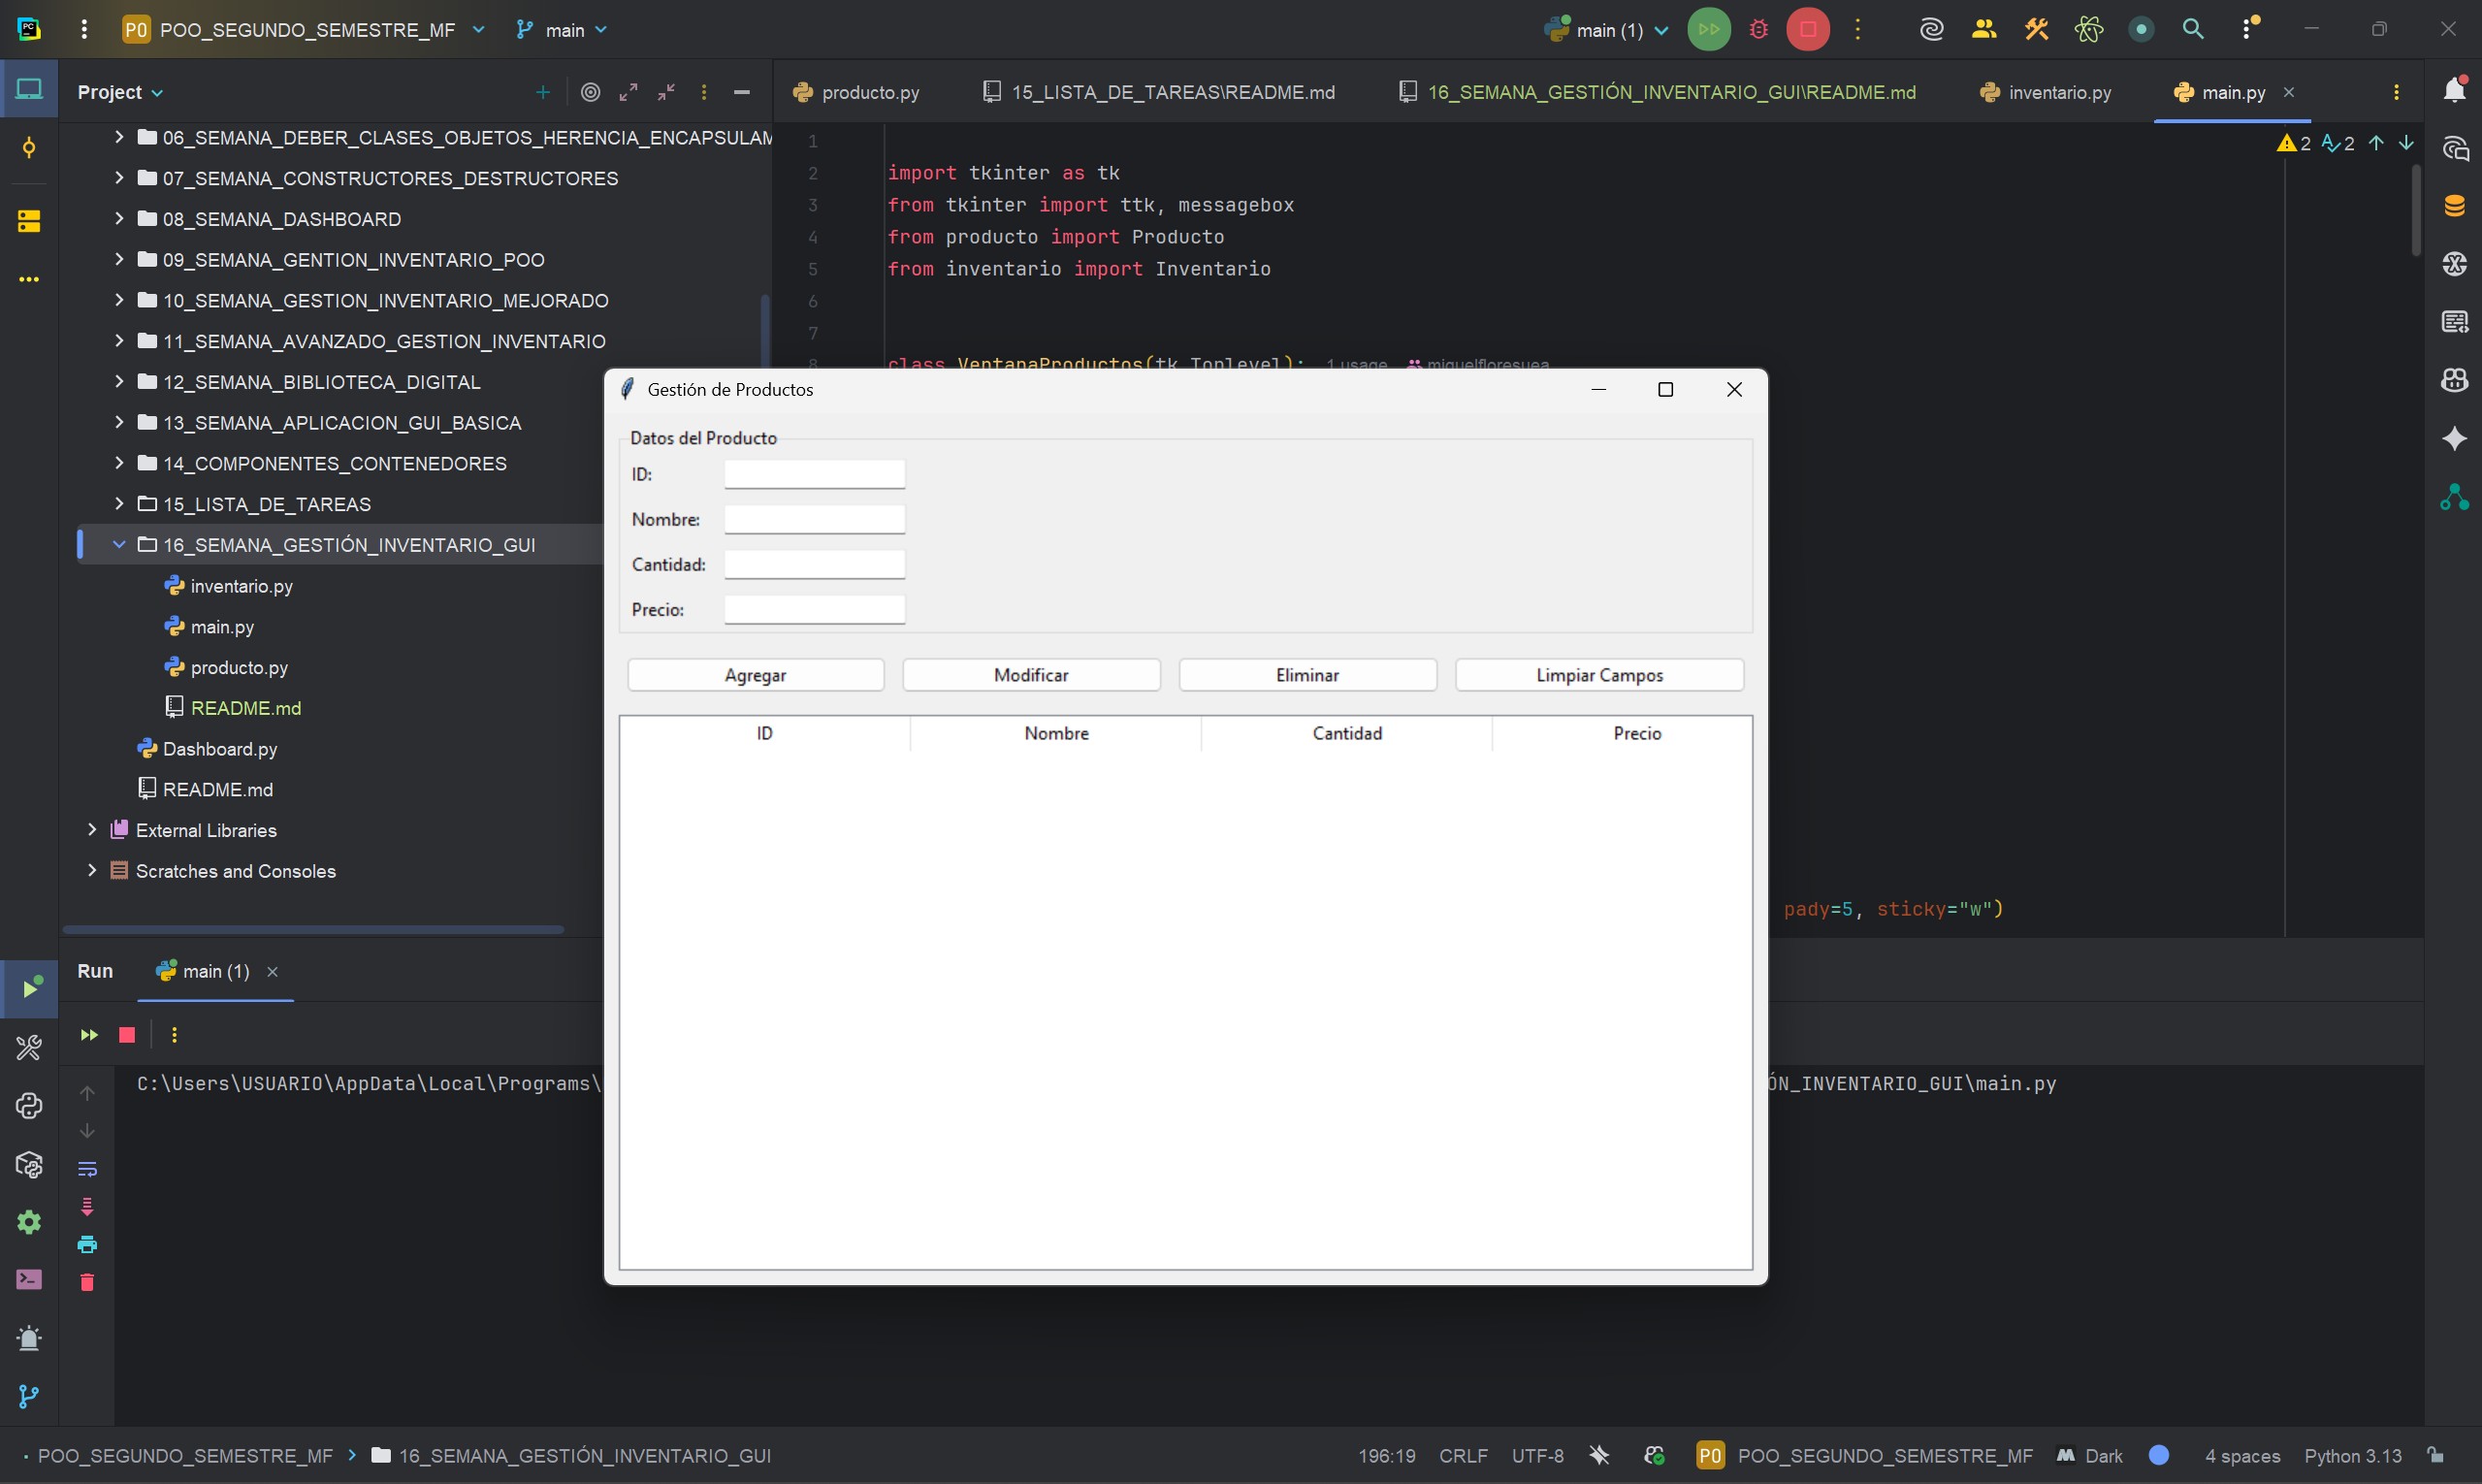 PC
PO POO_SEGUNDO_SEMESTRE_MF main main (1)
Project
06_SEMANA_DEBER_CLASES_OBJETOS_HERENCIA_ENCAPSULAM
07_SEMANA_CONSTRUCTORES_DESTRUCTORES
08_SEMANA_DASHBOARD
09_SEMANA_GENTION_INVENTARIO_POO
10_SEMANA_GESTION_INVENTARIO_MEJORADO
11_SEMANA_AVANZADO_GESTION_INVENTARIO
12_SEMANA_BIBLIOTECA_DIGITAL
13_SEMANA_APLICACION_GUI_BASICA
14_COMPONENTES_CONTENEDORES
15_LISTA_DE_TAREAS
16_SEMANA_GESTIÓN_INVENTARIO_GUI
inventario.py
main.py
producto.py
README.md
Dashboard.py
README.md
External Libraries
Scratches and Consoles
producto.py 15_LISTA_DE_TAREAS\README.md 16_SEMANA_GESTIÓN_INVENTARIO_GUI\README.md inventario.py main.py
2 2
1
2 import tkinter as tk
3 from tkinter import ttk, messagebox
4 from producto import Producto
5 from inventario import Inventario
6
7
8 class VentanaProductos(tk.Toplevel): 1 usage miguelfloresuea
pady=5, sticky="w")
Gestión de Productos
Datos del Producto
ID:
Nombre:
Cantidad:
Precio:
Agregar Modificar Eliminar Limpiar Campos
ID Nombre Cantidad Precio
Run main (1)
C:\Users\USUARIO\AppData\Local\Programs\ ÓN_INVENTARIO_GUI\main.py
POO_SEGUNDO_SEMESTRE_MF 16_SEMANA_GESTIÓN_INVENTARIO_GUI 196:19 CRLF UTF-8 PO POO_SEGUNDO_SEMESTRE_MF Dark 4 spaces Python 3.13